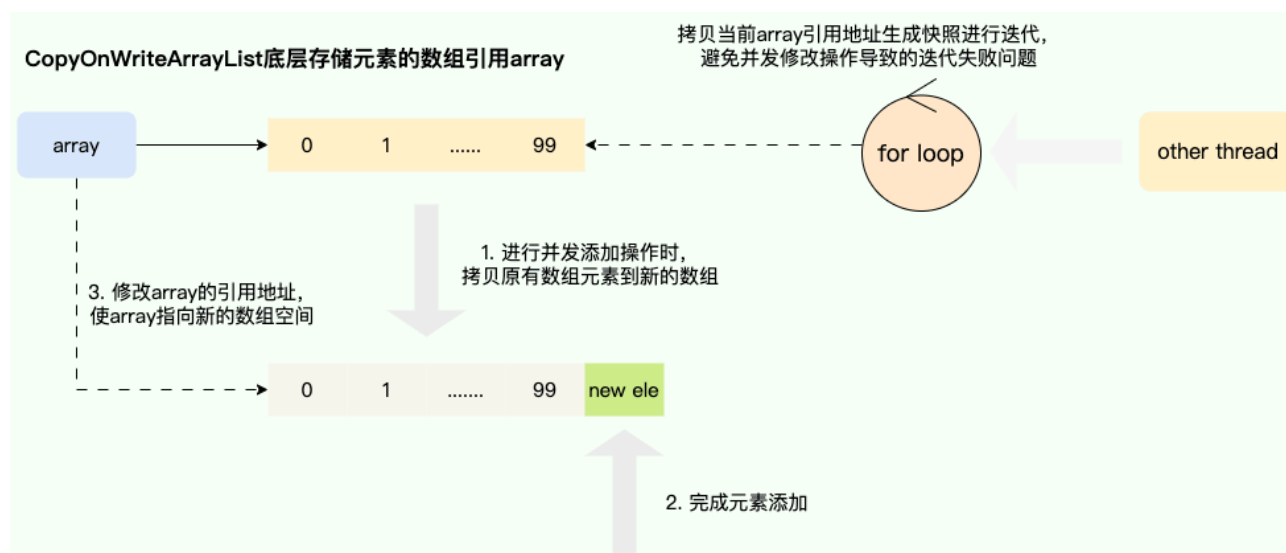 拷贝当前array引用地址生成快照进行迭代，
避免并发修改操作导致的迭代失败问题
CopyOnWriteArrayList底层存储元素的数组引用array
array
0 1 ...... 99
for loop
other thread
1. 进行并发添加操作时，
拷贝原有数组元素到新的数组
3. 修改array的引用地址，
使array指向新的数组空间
0 1 ....... 99 new ele
2. 完成元素添加